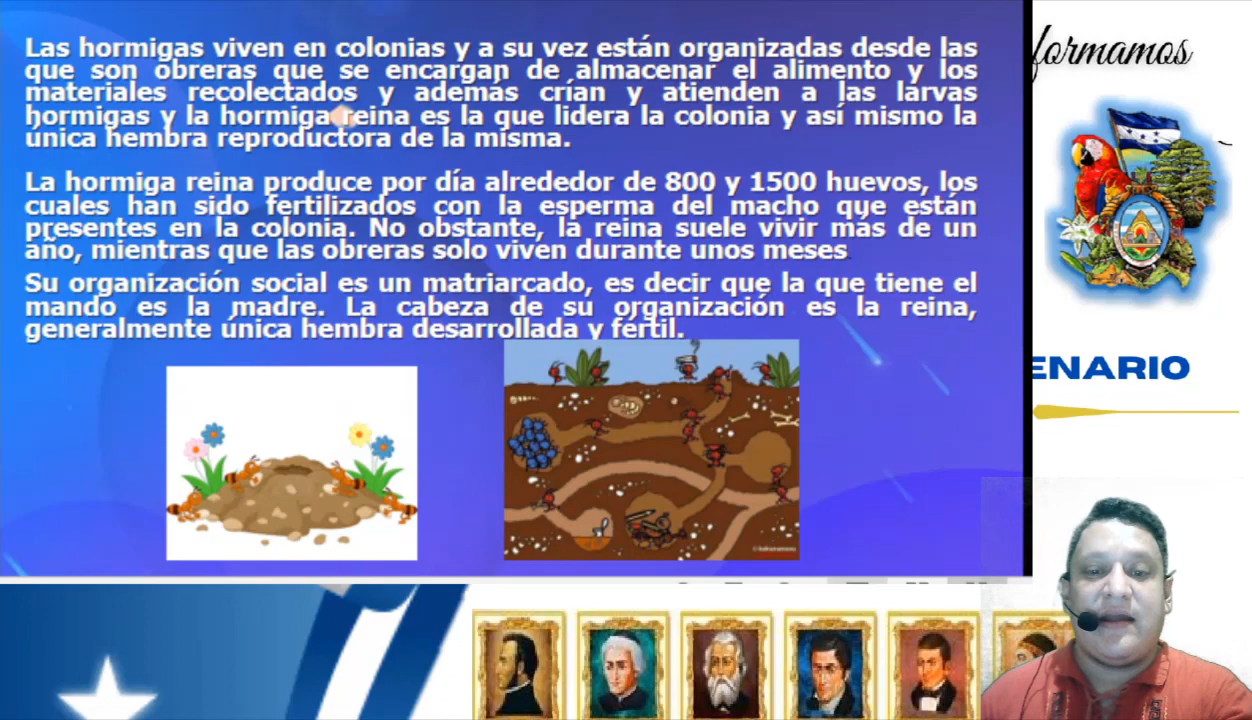 Las hormigas viven en colonias y a su vez están organizadas desde las
que son obreras que se encargan de almacenar el alimento y los
materiales recolectados y además crían y atienden a las larvas
hormigas y la hormiga reina es la que lidera la colonia y así mismo la
única hembra reproductora de la misma.
La hormiga reina produce por día alrededor de 800 y 1500 huevos, los
cuales han sido fertilizados con la esperma del macho que están
presentes en la colonia. No obstante, la reina suele vivir más de un
año, mientras que las obreras solo viven durante unos meses
Su organización social es un matriarcado, es decir que la que tiene el
mando es la madre. La cabeza de su organización es la reina,
generalmente única hembra desarrollada y fértil.
formamos
ENARIO